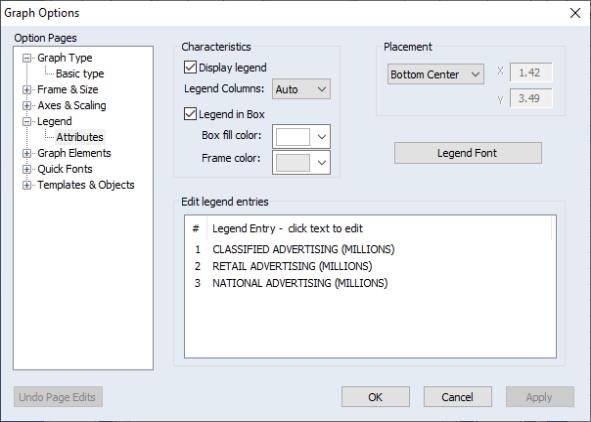 Graph Options
Option Pages
Graph Type
Basic type
Frame & Size
Axes & Scaling
Legend
Attributes
Graph Elements
Quick Fonts
Templates & Objects
Characteristics
Display legend
Legend Columns: Auto
Legend in Box
Box fill color:
Frame color:
Placement
Bottom Center
X 1.42
Y 3.49
Legend Font
Edit legend entries
# Legend Entry - click text to edit
1 CLASSIFIED ADVERTISING (MILLIONS)
2 RETAIL ADVERTISING (MILLIONS)
3 NATIONAL ADVERTISING (MILLIONS)
Undo Page Edits
OK
Cancel
Apply